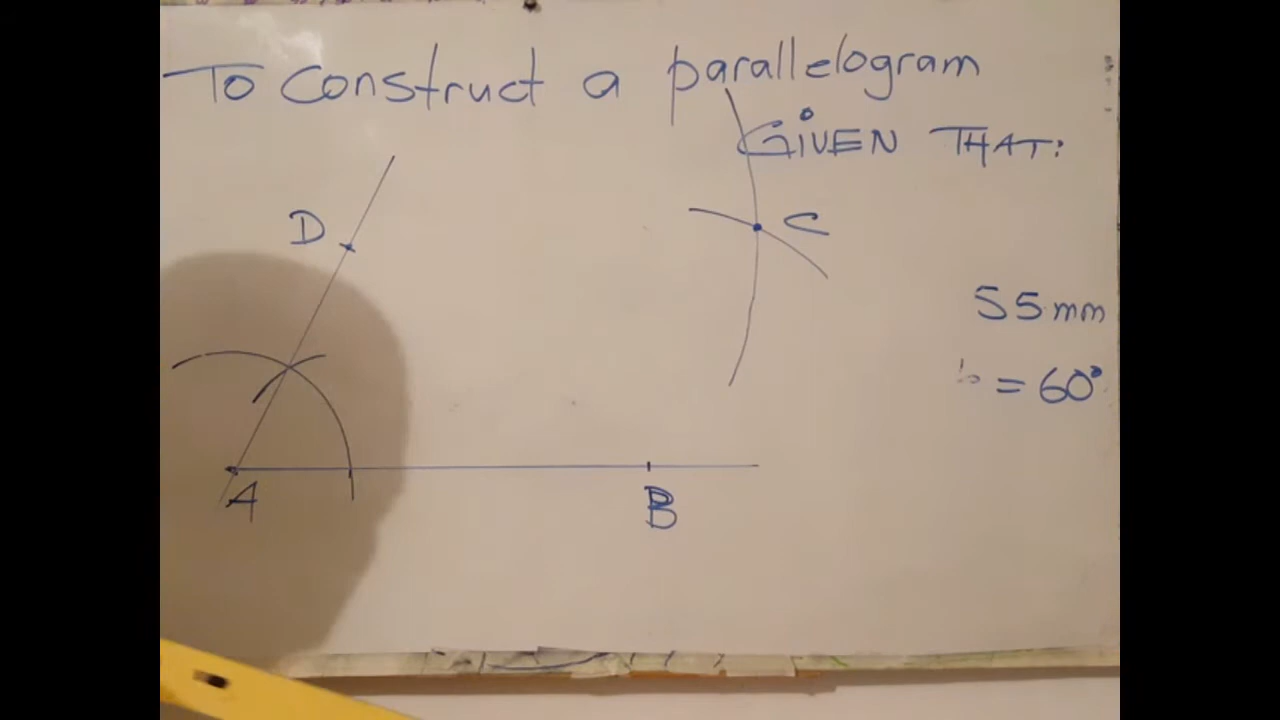 To construct a parallelogram
GiVEN THAT:
D
C
55mm
= 60°
A
B